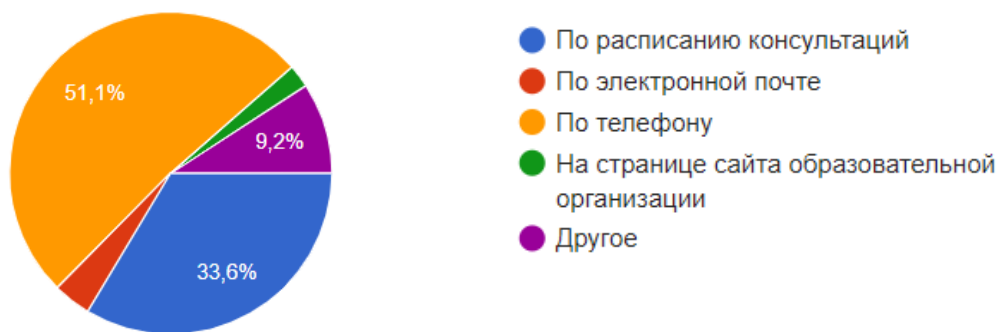 51,1%
9,2%
33,6%
По расписанию консультаций
По электронной почте
По телефону
На странице сайта образовательной
организации
Другое